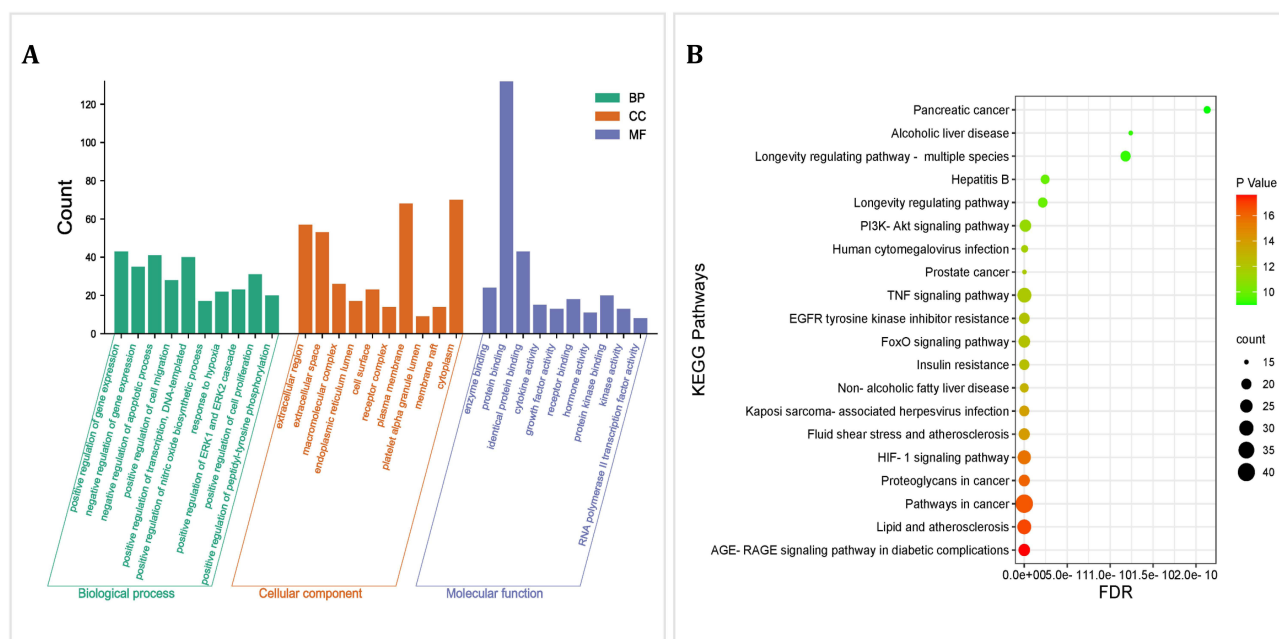 A
Count
0
20
40
60
80
100
120
BP
CC
MF
positive regulation of gene expression
negative regulation of gene expression
negative regulation of apoptotic process
positive regulation of cell migration
positive regulation of transcription, DNA-templated
positive regulation of nitric oxide biosynthetic process
response to hypoxia
positive regulation of ERK1 and ERK2 cascade
positive regulation of cell proliferation
positive regulation of peptidyl-tyrosine phosphorylation
extracellular region
extracellular space
macromolecular complex
endoplasmic reticulum lumen
cell surface
receptor complex
plasma membrane
platelet alpha granule lumen
membrane raft
cytoplasm
enzyme binding
protein binding
identical protein binding
cytokine activity
growth factor activity
receptor binding
hormone activity
protein kinase binding
kinase activity
RNA polymerase II transcription factor activity
Biological process
Cellular component
Molecular function
B
KEGG Pathways
Pancreatic cancer
Alcoholic liver disease
Longevity regulating pathway - multiple species
Hepatitis B
Longevity regulating pathway
PI3K- Akt signaling pathway
Human cytomegalovirus infection
Prostate cancer
TNF signaling pathway
EGFR tyrosine kinase inhibitor resistance
FoxO signaling pathway
Insulin resistance
Non- alcoholic fatty liver disease
Kaposi sarcoma- associated herpesvirus infection
Fluid shear stress and atherosclerosis
HIF- 1 signaling pathway
Proteoglycans in cancer
Pathways in cancer
Lipid and atherosclerosis
AGE- RAGE signaling pathway in diabetic complications
0.0e+005.0e- 111.0e- 101.5e- 102.0e- 10
FDR
P Value
16
14
12
10
count
15
20
25
30
35
40